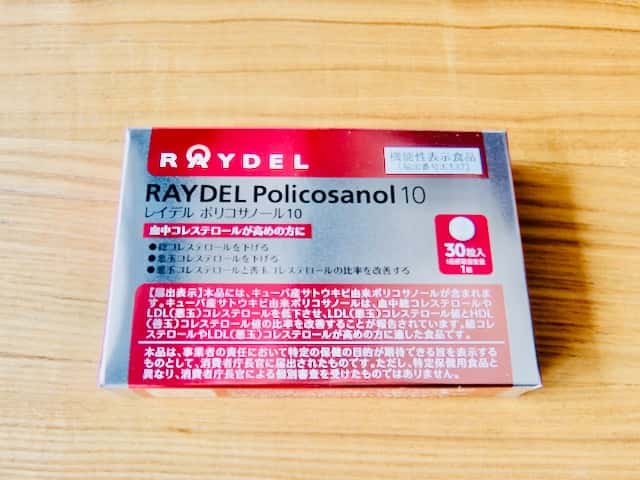 RAYDEL
機能性表示食品
RAYDEL Policosanol 10
レイデル ポリコサノール10
血中コレステロールが高めの方に
●総コレステロールを下げる
●悪玉コレステロールを下げる
●悪玉コレステロールと善玉コレステロールの比率を改善する
30粒入
1粒
【届出表示】本品には、キューバ産サトウキビ由来ポリコサノールが含まれま
す。キューバ産サトウキビ由来ポリコサノールは、血中総コレステロールや
LDL(悪玉)コレステロールを低下させ、LDL(悪玉)コレステロール値とHDL
(善玉)コレステロール値の比率を改善することが報告されています。総コレ
ステロールやLDL(悪玉)コレステロールが高めの方に適した食品です。
本品は、事業者の責任において特定の保健の目的が期待できる旨を表示する
ものとして、消費者庁長官に届出されたものです。ただし、特定保健用食品と
異なり、消費者庁長官による個別審査を受けたものではありません。